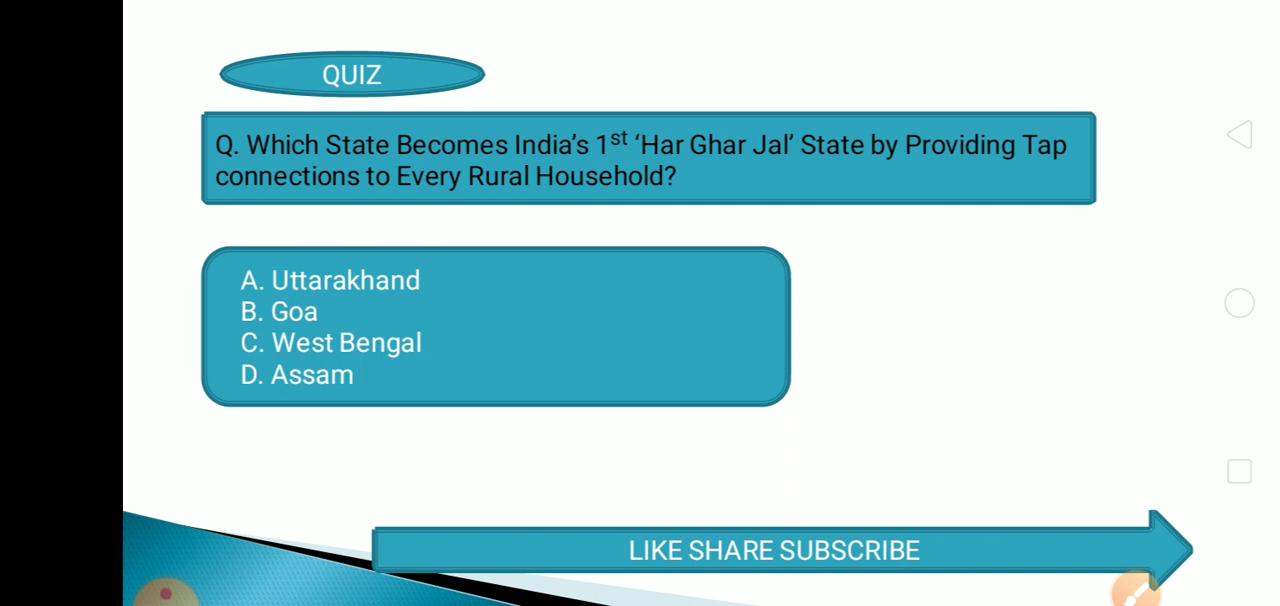 QUIZ
Q. Which State Becomes India’s 1st ‘Har Ghar Jal’ State by Providing Tap
connections to Every Rural Household?
A. Uttarakhand
B. Goa
C. West Bengal
D. Assam
LIKE SHARE SUBSCRIBE